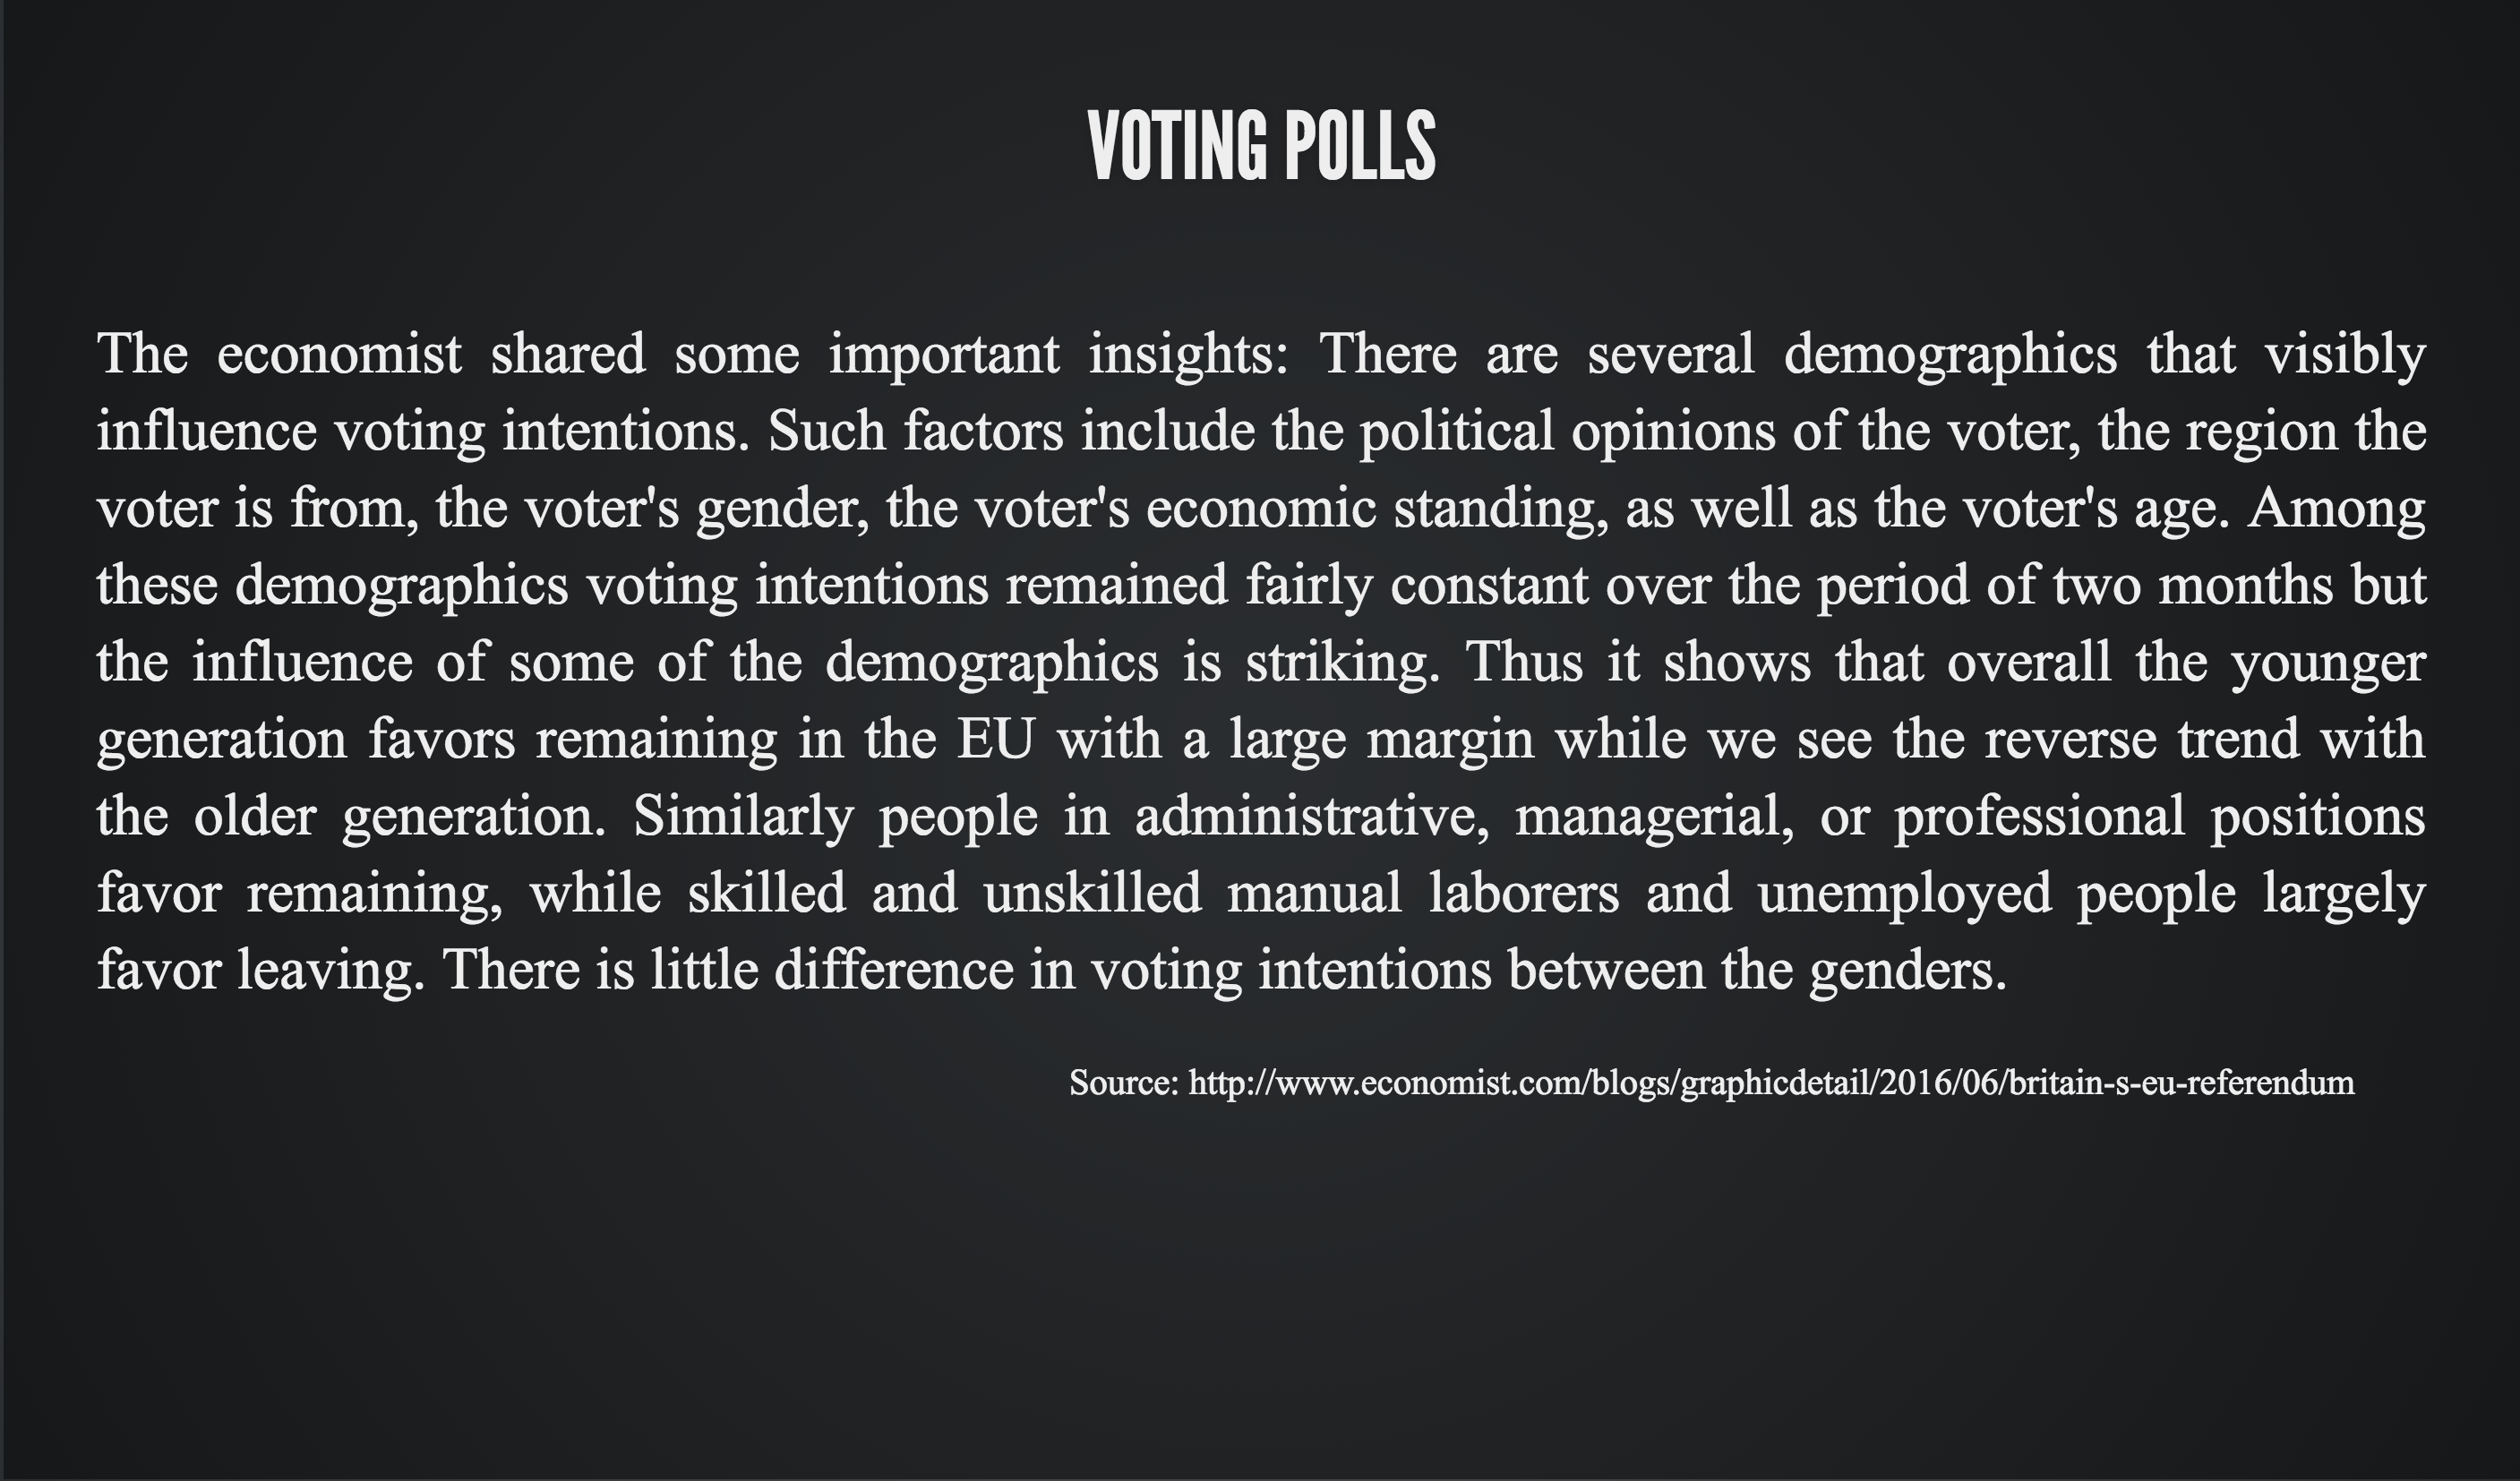 VOTING POLLS
The economist shared some important insights: There are several demographics that visibly
influence voting intentions. Such factors include the political opinions of the voter, the region the
voter is from, the voter's gender, the voter's economic standing, as well as the voter's age. Among
these demographics voting intentions remained fairly constant over the period of two months but
the influence of some of the demographics is striking. Thus it shows that overall the younger
generation favors remaining in the EU with a large margin while we see the reverse trend with
the older generation. Similarly people in administrative, managerial, or professional positions
favor remaining, while skilled and unskilled manual laborers and unemployed people largely
favor leaving. There is little difference in voting intentions between the genders.
Source: http://www.economist.com/blogs/graphicdetail/2016/06/britain-s-eu-referendum